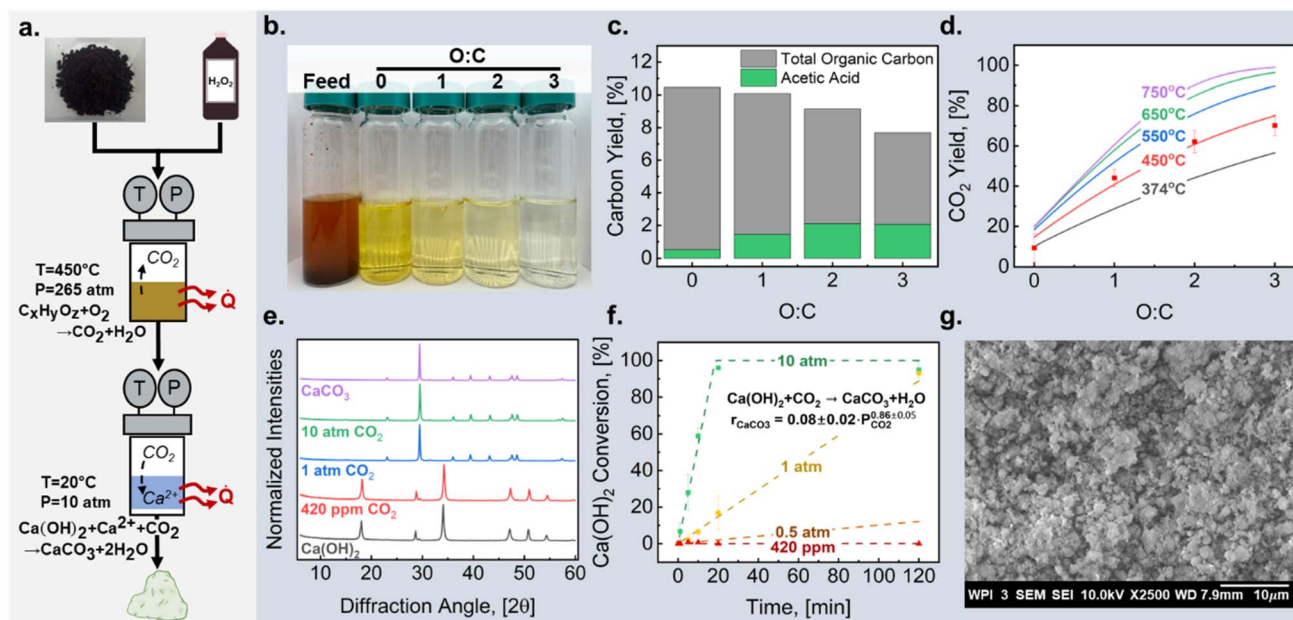 a.
H₂O₂
T P
CO₂
T=450°C
P=265 atm
Q̇
CxHyOz+O₂
→CO₂+H₂O
T P
CO₂
T=20°C
P=10 atm
Ca²⁺
Q̇
Ca(OH)₂+Ca²⁺+CO₂
→CaCO₃+2H₂O
b.
O:C
Feed 0 1 2 3
c.
Carbon Yield, [%]
12
10
8
6
4
2
0
Total Organic Carbon
Acetic Acid
0 1 2 3
O:C
d.
CO₂ Yield, [%]
100
80
60
40
20
0
750°C
650°C
550°C
450°C
374°C
0 1 2 3
O:C
e.
Normalized Intensities
CaCO₃
10 atm CO₂
1 atm CO₂
420 ppm CO₂
Ca(OH)₂
10 20 30 40 50 60
Diffraction Angle, [2θ]
f.
Ca(OH)₂ Conversion, [%]
100
80
60
40
20
0
10 atm
Ca(OH)₂+CO₂ → CaCO₃+H₂O
r_CaCO3 = 0.08±0.02·P_CO2^0.86±0.05
1 atm
0.5 atm
420 ppm
0 20 40 60 80 100 120
Time, [min]
g.
WPI 3 SEM SEI 10.0kV X2500 WD 7.9mm 10μm